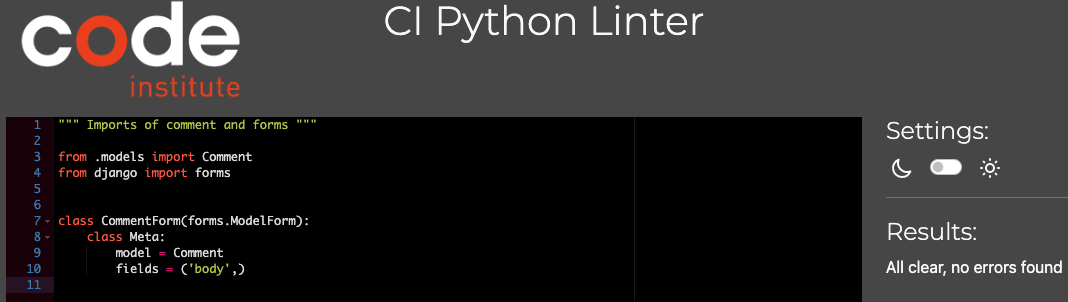 code
institute
CI Python Linter
1 """ Imports of comment and forms """
2
3 from .models import Comment
4 from django import forms
5
6
7 class CommentForm(forms.ModelForm):
8     class Meta:
9         model = Comment
10         fields = ('body',)
11
Settings:
Results:
All clear, no errors found